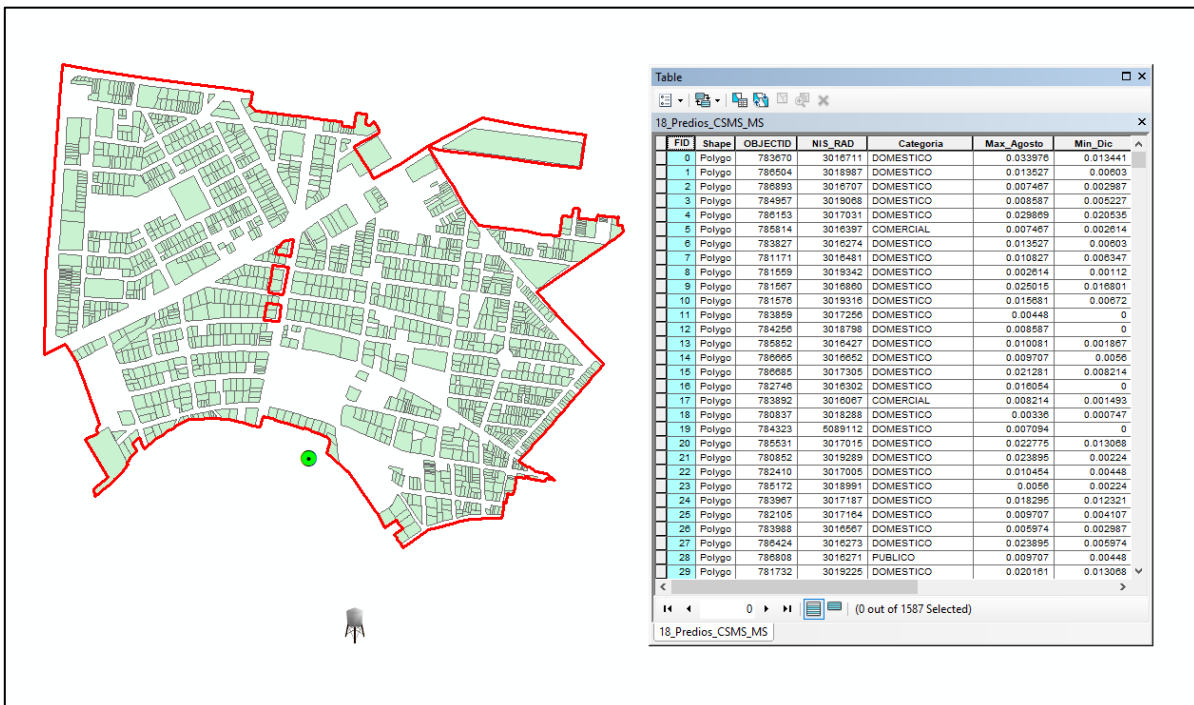 Table
18_Predios_CSMS_MS
FID Shape OBJECTID NIS_RAD Categoria Max_Agosto Min_Dic
0 Polygo 783670 3016711 DOMESTICO 0.033976 0.013441
1 Polygo 786504 3018987 DOMESTICO 0.013527 0.00603
2 Polygo 786893 3016707 DOMESTICO 0.007467 0.002987
3 Polygo 784957 3019068 DOMESTICO 0.008587 0.005227
4 Polygo 786153 3017031 DOMESTICO 0.029869 0.020535
5 Polygo 785814 3016397 COMERCIAL 0.007467 0.002614
6 Polygo 783827 3016274 DOMESTICO 0.013527 0.00603
7 Polygo 781171 3016481 DOMESTICO 0.010827 0.006347
8 Polygo 781559 3019342 DOMESTICO 0.002614 0.00112
9 Polygo 781567 3016860 DOMESTICO 0.025015 0.016801
10 Polygo 781576 3019316 DOMESTICO 0.015681 0.00672
11 Polygo 783859 3017256 DOMESTICO 0.00448 0
12 Polygo 784256 3018798 DOMESTICO 0.008587 0
13 Polygo 785852 3016427 DOMESTICO 0.010081 0.001867
14 Polygo 786665 3016652 DOMESTICO 0.009707 0.0056
15 Polygo 786685 3017305 DOMESTICO 0.021281 0.008214
16 Polygo 782746 3016302 DOMESTICO 0.016054 0
17 Polygo 783892 3016067 COMERCIAL 0.008214 0.001493
18 Polygo 780837 3018288 DOMESTICO 0.00336 0.000747
19 Polygo 784323 5089112 DOMESTICO 0.007094 0
20 Polygo 785531 3017015 DOMESTICO 0.022775 0.013068
21 Polygo 780852 3019289 DOMESTICO 0.023895 0.00224
22 Polygo 782410 3017005 DOMESTICO 0.010454 0.00448
23 Polygo 785172 3018991 DOMESTICO 0.0056 0.00224
24 Polygo 783967 3017187 DOMESTICO 0.018295 0.012321
25 Polygo 782105 3017164 DOMESTICO 0.009707 0.004107
26 Polygo 783988 3016567 DOMESTICO 0.005974 0.002987
27 Polygo 786424 3016273 DOMESTICO 0.023895 0.005974
28 Polygo 786808 3016271 PUBLICO 0.009707 0.00448
29 Polygo 781732 3019225 DOMESTICO 0.020161 0.013068
0 (0 out of 1587 Selected)
18_Predios_CSMS_MS